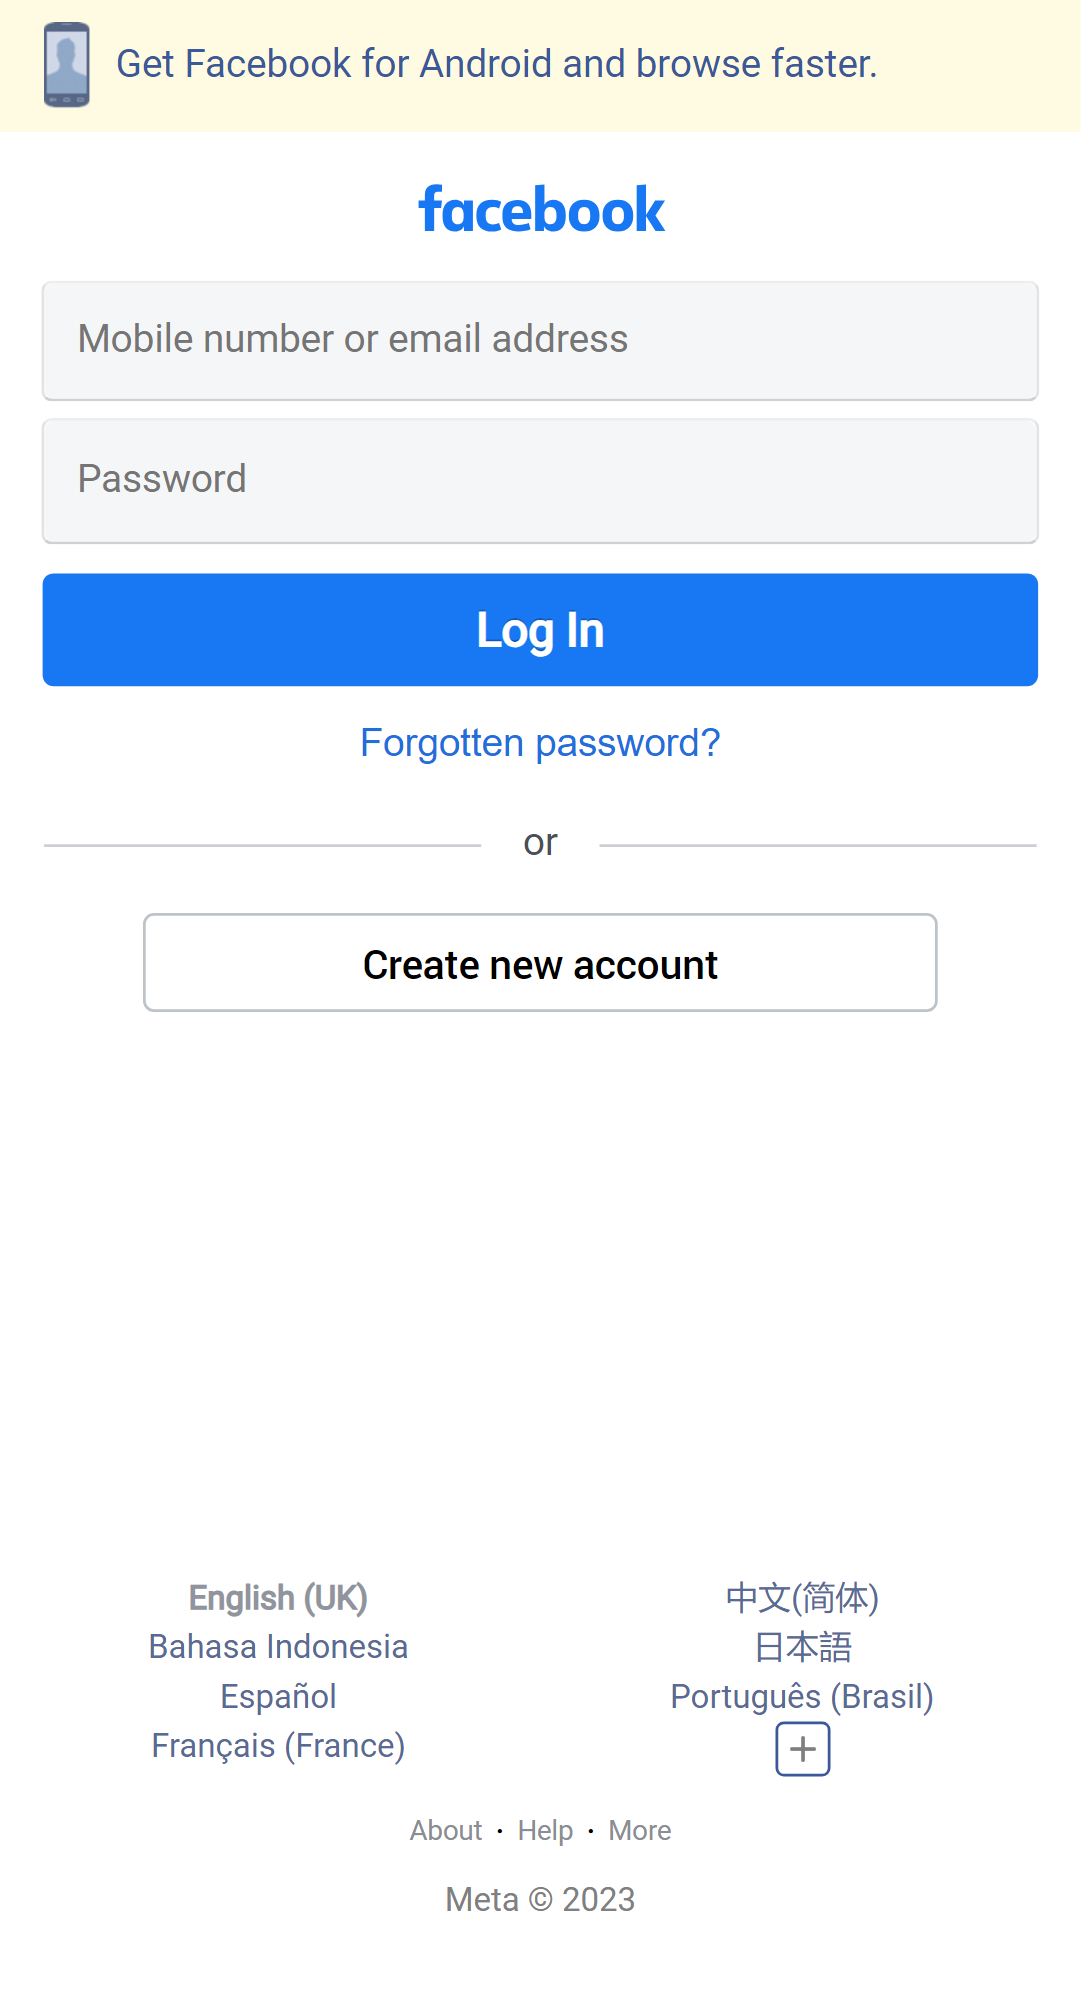 Get Facebook for Android and browse faster.
facebook
Mobile number or email address
Password
Log In
Forgotten password?
or
Create new account
English (UK)
中文(简体)
Bahasa Indonesia
日本語
Español
Português (Brasil)
Français (France)
About · Help · More
Meta © 2023